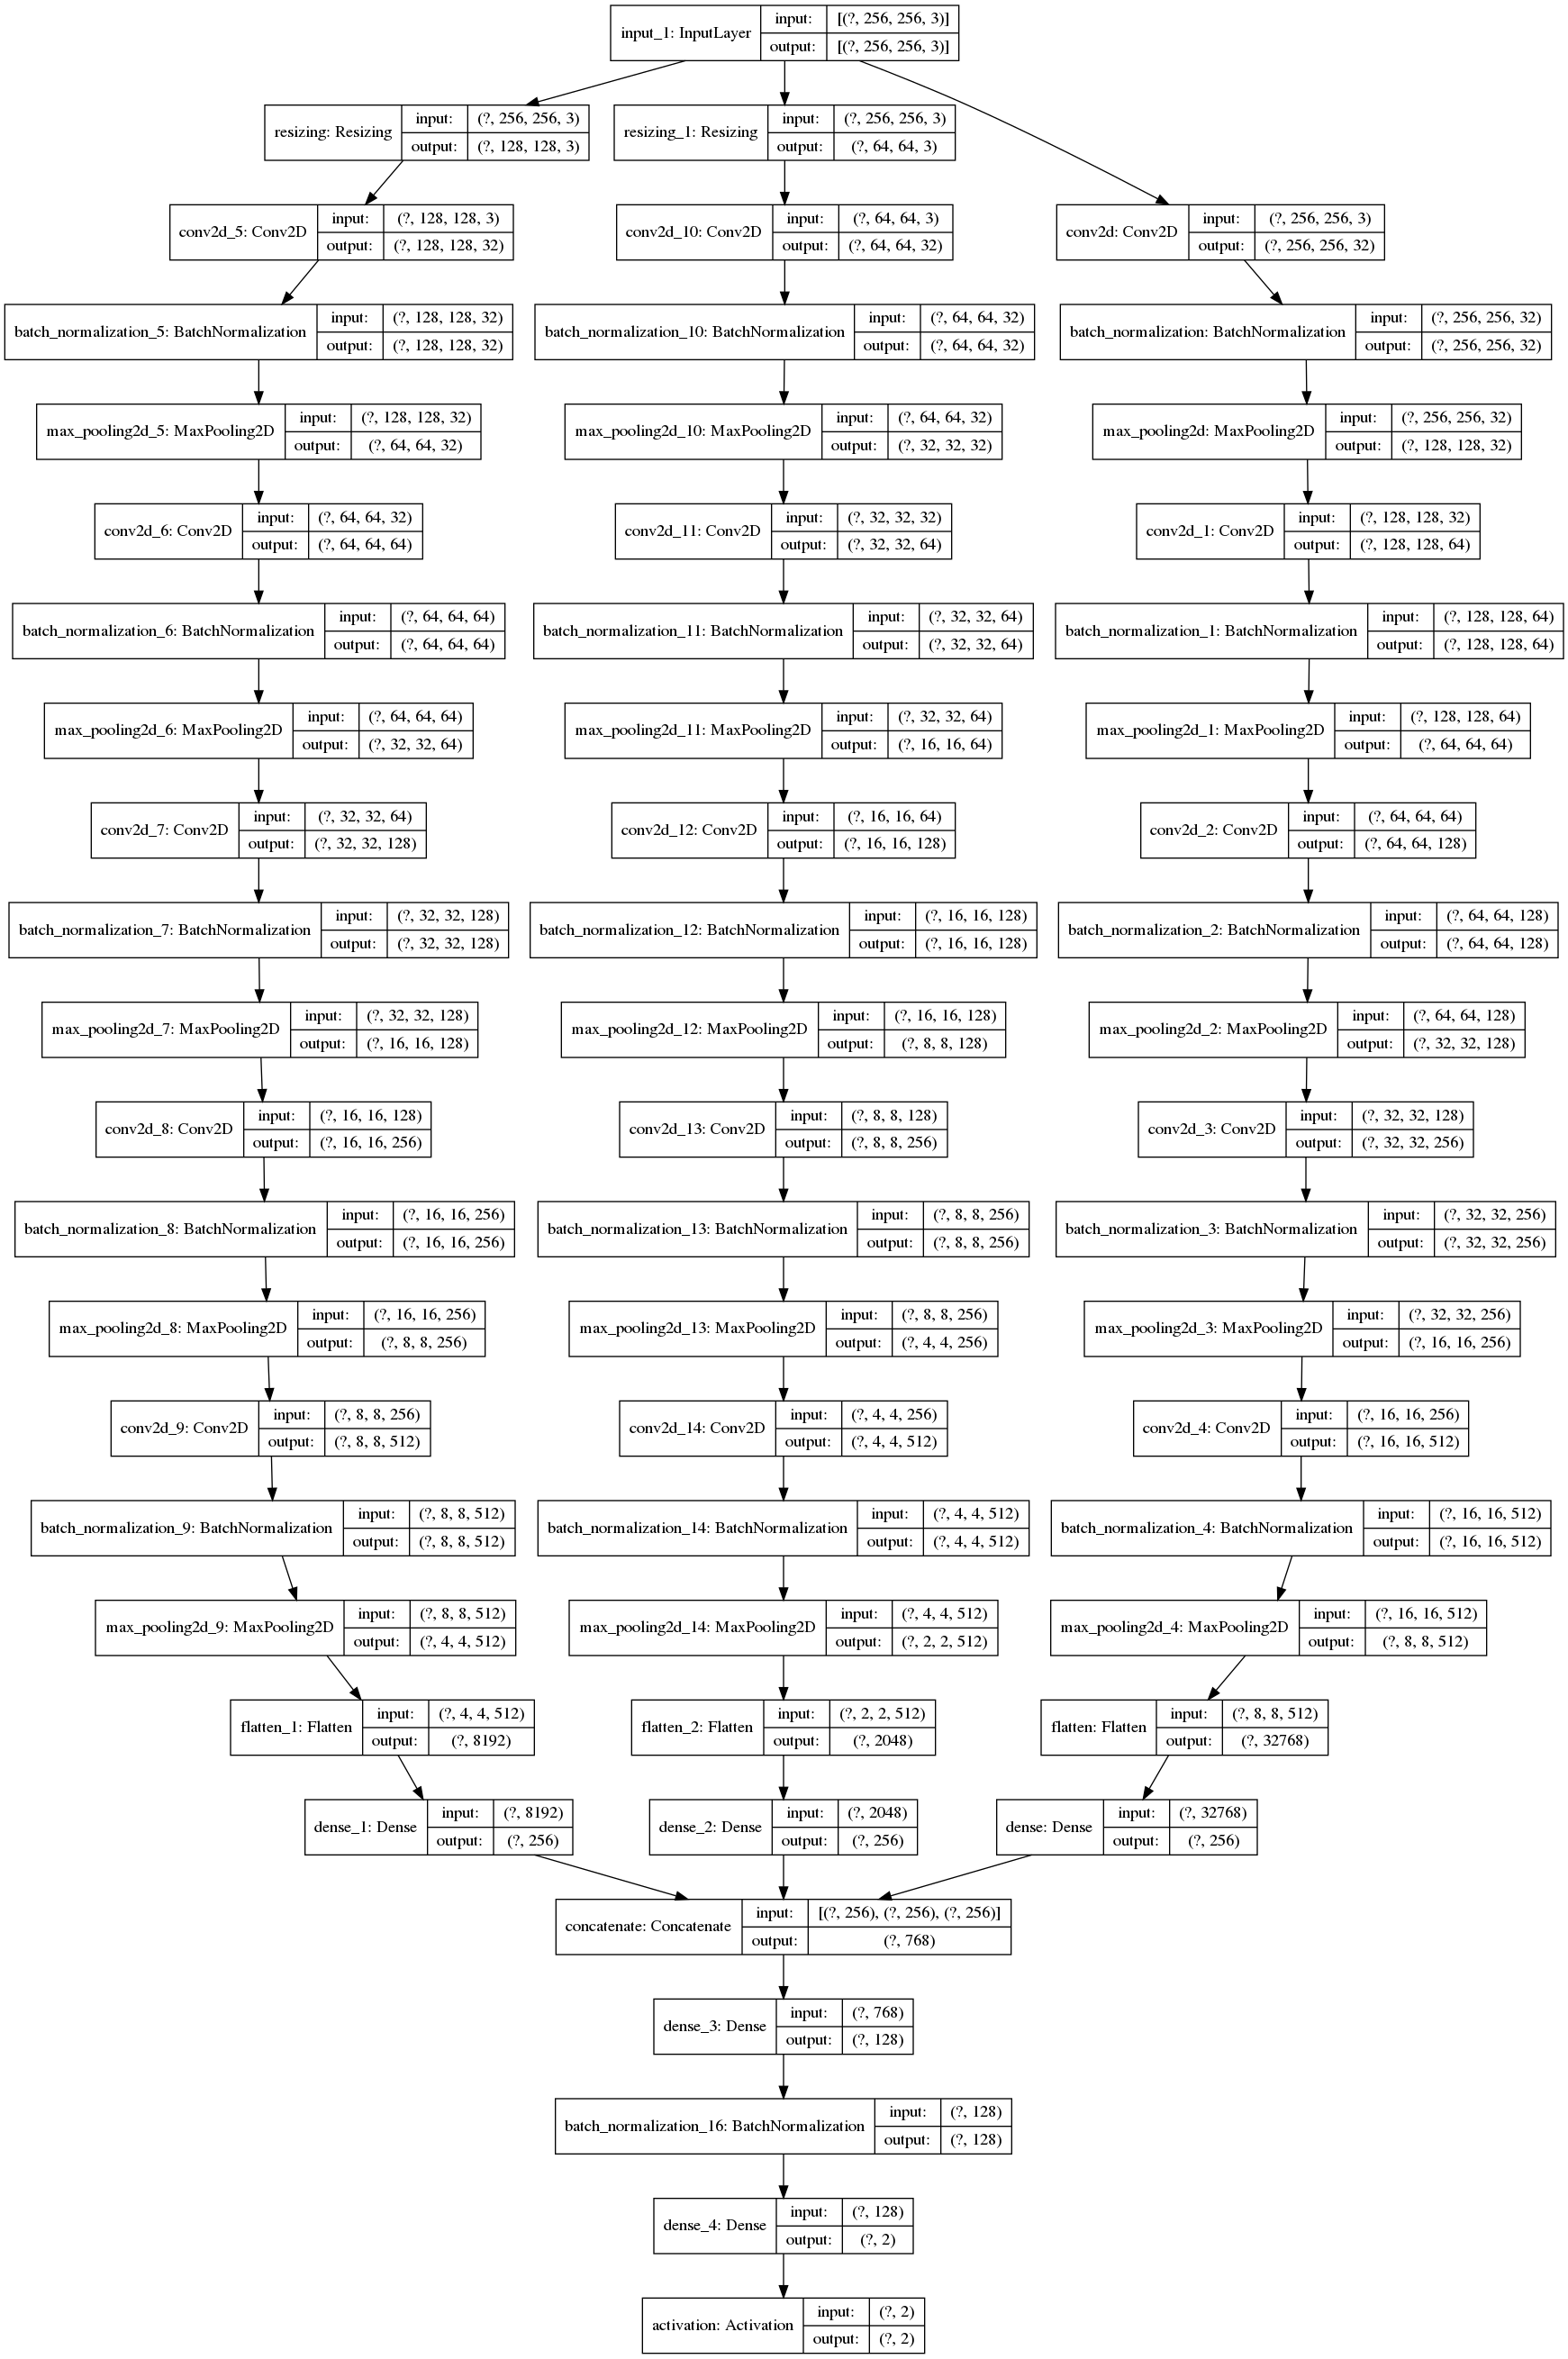 input_1: InputLayer input: [(?, 256, 256, 3)]
output: [(?, 256, 256, 3)]
resizing: Resizing input: (?, 256, 256, 3)
output: (?, 128, 128, 3)
resizing_1: Resizing input: (?, 256, 256, 3)
output: (?, 64, 64, 3)
conv2d_5: Conv2D input: (?, 128, 128, 3)
output: (?, 128, 128, 32)
conv2d_10: Conv2D input: (?, 64, 64, 3)
output: (?, 64, 64, 32)
conv2d: Conv2D input: (?, 256, 256, 3)
output: (?, 256, 256, 32)
batch_normalization_5: BatchNormalization input: (?, 128, 128, 32)
output: (?, 128, 128, 32)
batch_normalization_10: BatchNormalization input: (?, 64, 64, 32)
output: (?, 64, 64, 32)
batch_normalization: BatchNormalization input: (?, 256, 256, 32)
output: (?, 256, 256, 32)
max_pooling2d_5: MaxPooling2D input: (?, 128, 128, 32)
output: (?, 64, 64, 32)
max_pooling2d_10: MaxPooling2D input: (?, 64, 64, 32)
output: (?, 32, 32, 32)
max_pooling2d: MaxPooling2D input: (?, 256, 256, 32)
output: (?, 128, 128, 32)
conv2d_6: Conv2D input: (?, 64, 64, 32)
output: (?, 64, 64, 64)
conv2d_11: Conv2D input: (?, 32, 32, 32)
output: (?, 32, 32, 64)
conv2d_1: Conv2D input: (?, 128, 128, 32)
output: (?, 128, 128, 64)
batch_normalization_6: BatchNormalization input: (?, 64, 64, 64)
output: (?, 64, 64, 64)
batch_normalization_11: BatchNormalization input: (?, 32, 32, 64)
output: (?, 32, 32, 64)
batch_normalization_1: BatchNormalization input: (?, 128, 128, 64)
output: (?, 128, 128, 64)
max_pooling2d_6: MaxPooling2D input: (?, 64, 64, 64)
output: (?, 32, 32, 64)
max_pooling2d_11: MaxPooling2D input: (?, 32, 32, 64)
output: (?, 16, 16, 64)
max_pooling2d_1: MaxPooling2D input: (?, 128, 128, 64)
output: (?, 64, 64, 64)
conv2d_7: Conv2D input: (?, 32, 32, 64)
output: (?, 32, 32, 128)
conv2d_12: Conv2D input: (?, 16, 16, 64)
output: (?, 16, 16, 128)
conv2d_2: Conv2D input: (?, 64, 64, 64)
output: (?, 64, 64, 128)
batch_normalization_7: BatchNormalization input: (?, 32, 32, 128)
output: (?, 32, 32, 128)
batch_normalization_12: BatchNormalization input: (?, 16, 16, 128)
output: (?, 16, 16, 128)
batch_normalization_2: BatchNormalization input: (?, 64, 64, 128)
output: (?, 64, 64, 128)
max_pooling2d_7: MaxPooling2D input: (?, 32, 32, 128)
output: (?, 16, 16, 128)
max_pooling2d_12: MaxPooling2D input: (?, 16, 16, 128)
output: (?, 8, 8, 128)
max_pooling2d_2: MaxPooling2D input: (?, 64, 64, 128)
output: (?, 32, 32, 128)
conv2d_8: Conv2D input: (?, 16, 16, 128)
output: (?, 16, 16, 256)
conv2d_13: Conv2D input: (?, 8, 8, 128)
output: (?, 8, 8, 256)
conv2d_3: Conv2D input: (?, 32, 32, 128)
output: (?, 32, 32, 256)
batch_normalization_8: BatchNormalization input: (?, 16, 16, 256)
output: (?, 16, 16, 256)
batch_normalization_13: BatchNormalization input: (?, 8, 8, 256)
output: (?, 8, 8, 256)
batch_normalization_3: BatchNormalization input: (?, 32, 32, 256)
output: (?, 32, 32, 256)
max_pooling2d_8: MaxPooling2D input: (?, 16, 16, 256)
output: (?, 8, 8, 256)
max_pooling2d_13: MaxPooling2D input: (?, 8, 8, 256)
output: (?, 4, 4, 256)
max_pooling2d_3: MaxPooling2D input: (?, 32, 32, 256)
output: (?, 16, 16, 256)
conv2d_9: Conv2D input: (?, 8, 8, 256)
output: (?, 8, 8, 512)
conv2d_14: Conv2D input: (?, 4, 4, 256)
output: (?, 4, 4, 512)
conv2d_4: Conv2D input: (?, 16, 16, 256)
output: (?, 16, 16, 512)
batch_normalization_9: BatchNormalization input: (?, 8, 8, 512)
output: (?, 8, 8, 512)
batch_normalization_14: BatchNormalization input: (?, 4, 4, 512)
output: (?, 4, 4, 512)
batch_normalization_4: BatchNormalization input: (?, 16, 16, 512)
output: (?, 16, 16, 512)
max_pooling2d_9: MaxPooling2D input: (?, 8, 8, 512)
output: (?, 4, 4, 512)
max_pooling2d_14: MaxPooling2D input: (?, 4, 4, 512)
output: (?, 2, 2, 512)
max_pooling2d_4: MaxPooling2D input: (?, 16, 16, 512)
output: (?, 8, 8, 512)
flatten_1: Flatten input: (?, 4, 4, 512)
output: (?, 8192)
flatten_2: Flatten input: (?, 2, 2, 512)
output: (?, 2048)
flatten: Flatten input: (?, 8, 8, 512)
output: (?, 32768)
dense_1: Dense input: (?, 8192)
output: (?, 256)
dense_2: Dense input: (?, 2048)
output: (?, 256)
dense: Dense input: (?, 32768)
output: (?, 256)
concatenate: Concatenate input: [(?, 256), (?, 256), (?, 256)]
output: (?, 768)
dense_3: Dense input: (?, 768)
output: (?, 128)
batch_normalization_16: BatchNormalization input: (?, 128)
output: (?, 128)
dense_4: Dense input: (?, 128)
output: (?, 2)
activation: Activation input: (?, 2)
output: (?, 2)